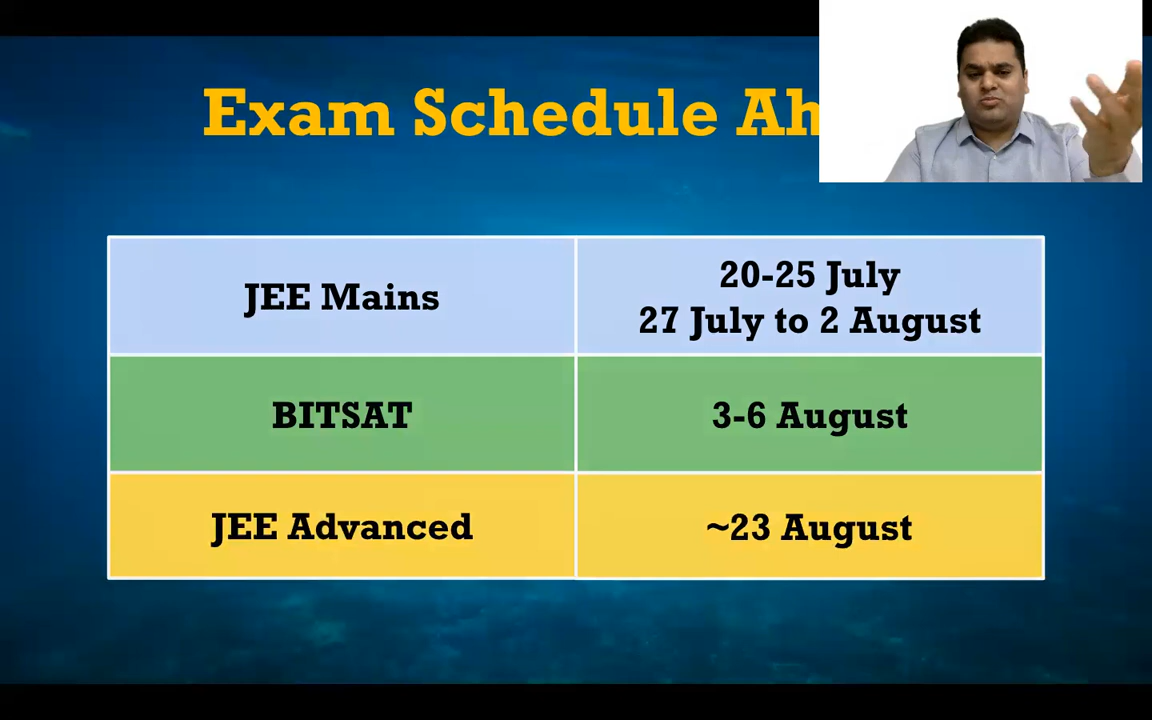 Exam Schedule Ah
JEE Mains
20-25 July
27 July to 2 August
BITSAT
3-6 August
JEE Advanced
~23 August